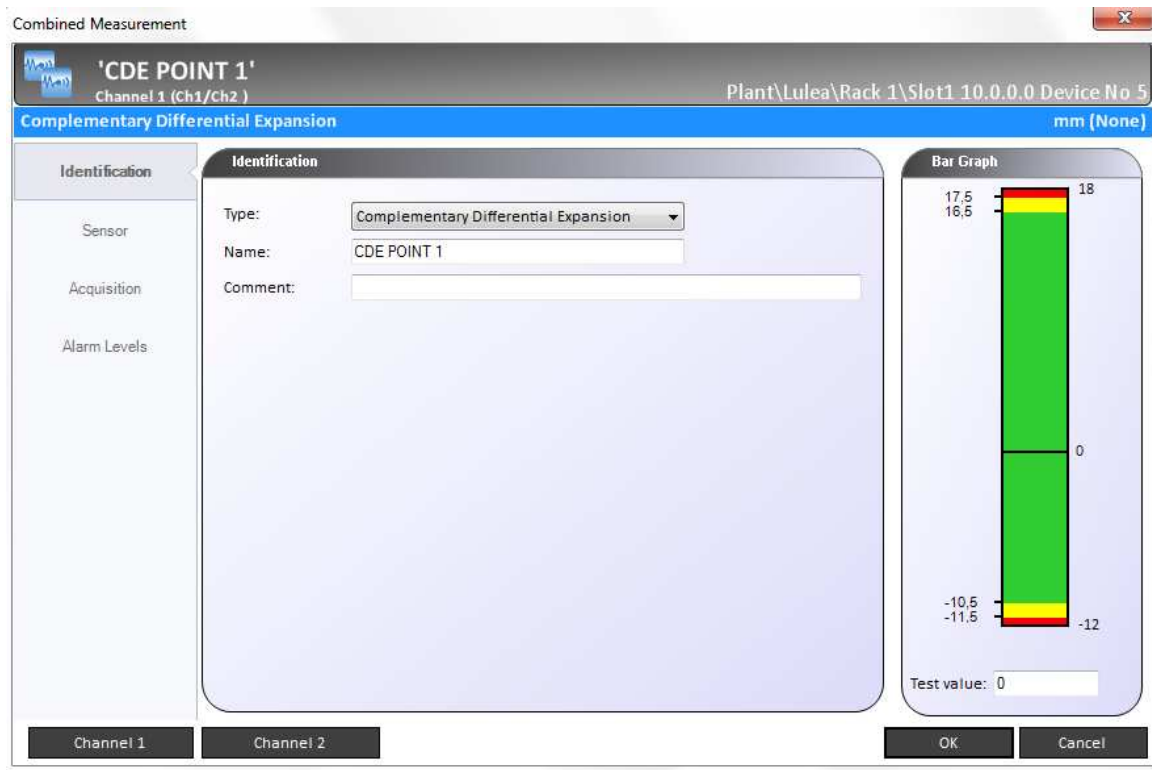 Combined Measurement
'CDE POINT 1'
Channel 1 (Ch1/Ch2 )
Plant\Lulea\Rack 1\Slot1 10.0.0.0 Device No 5
Complementary Differential Expansion
mm (None)
Identification
Sensor
Acquisition
Alarm Levels
Identification
Type:
Complementary Differential Expansion
Name:
CDE POINT 1
Comment:
Bar Graph
17,5
18
16,5
0
-10,5
-11,5
-12
Test value: 0
Channel 1
Channel 2
OK
Cancel